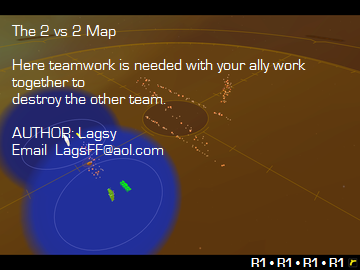 The 2 vs 2 Map
Here teamwork is needed with your ally work
together to
destroy the other team.
AUTHOR: Lagsy
Email  LagsFF@aol.com
R1 • R1 • R1 • R1 r